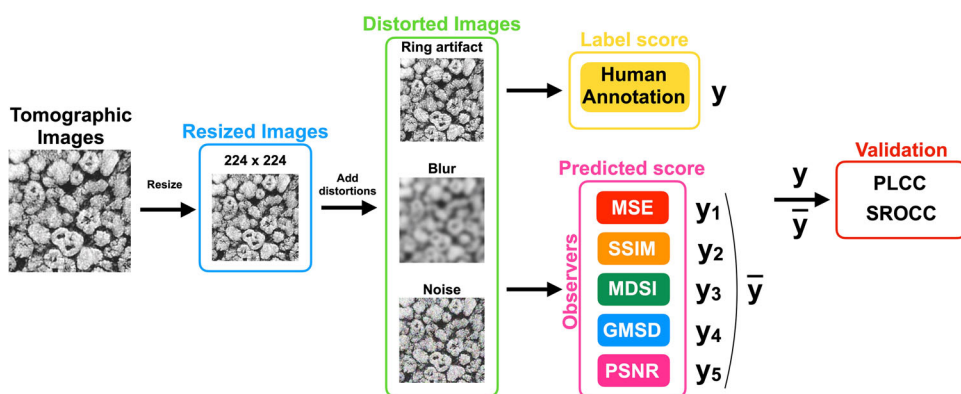 Tomographic
Images
Resize
Resized Images
224 x 224
Add
distortions
Distorted Images
Ring artifact
Blur
Noise
Label score
Human
Annotation
y
Predicted score
Observers
MSE
y1
SSIM
y2
MDSI
y3
GMSD
y4
PSNR
y5
y̅
y
y̅
Validation
PLCC
SROCC